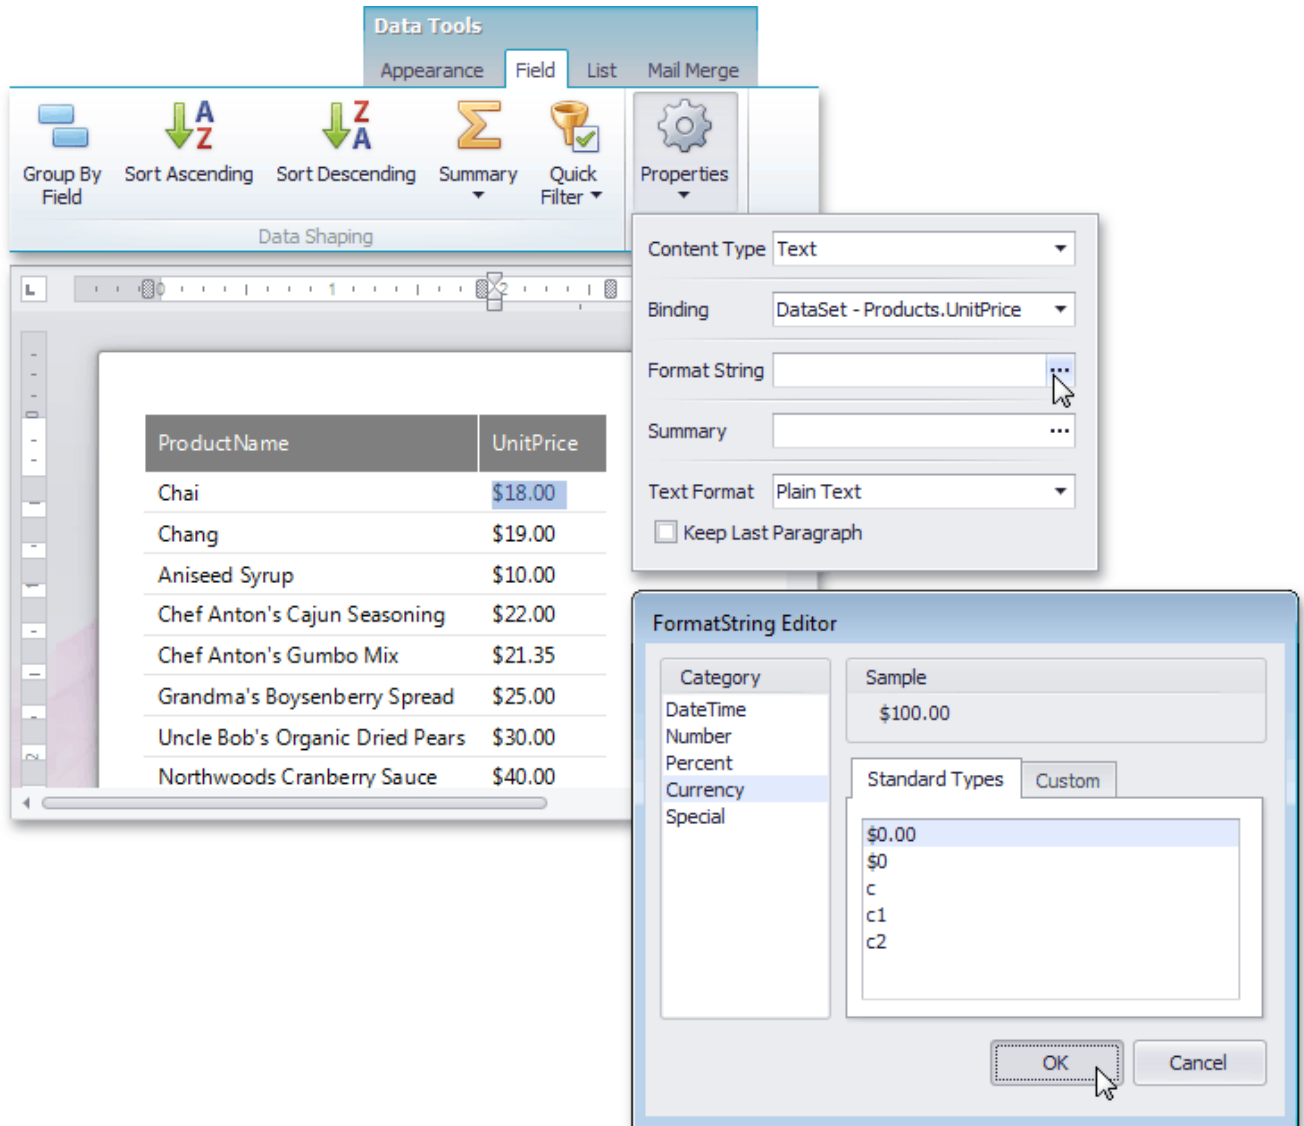 Data Tools
Appearance Field List Mail Merge
Group By Field
Sort Ascending
Sort Descending
Summary
Quick Filter
Properties
Data Shaping
Content Type Text
Binding DataSet - Products.UnitPrice
Format String ...
Summary ...
Text Format Plain Text
Keep Last Paragraph
L 0 1 2
0
1
2
ProductName UnitPrice
Chai $18.00
Chang $19.00
Aniseed Syrup $10.00
Chef Anton's Cajun Seasoning $22.00
Chef Anton's Gumbo Mix $21.35
Grandma's Boysenberry Spread $25.00
Uncle Bob's Organic Dried Pears $30.00
Northwoods Cranberry Sauce $40.00
FormatString Editor
Category
DateTime
Number
Percent
Currency
Special
Sample
$100.00
Standard Types Custom
$0.00
$0
c
c1
c2
OK Cancel